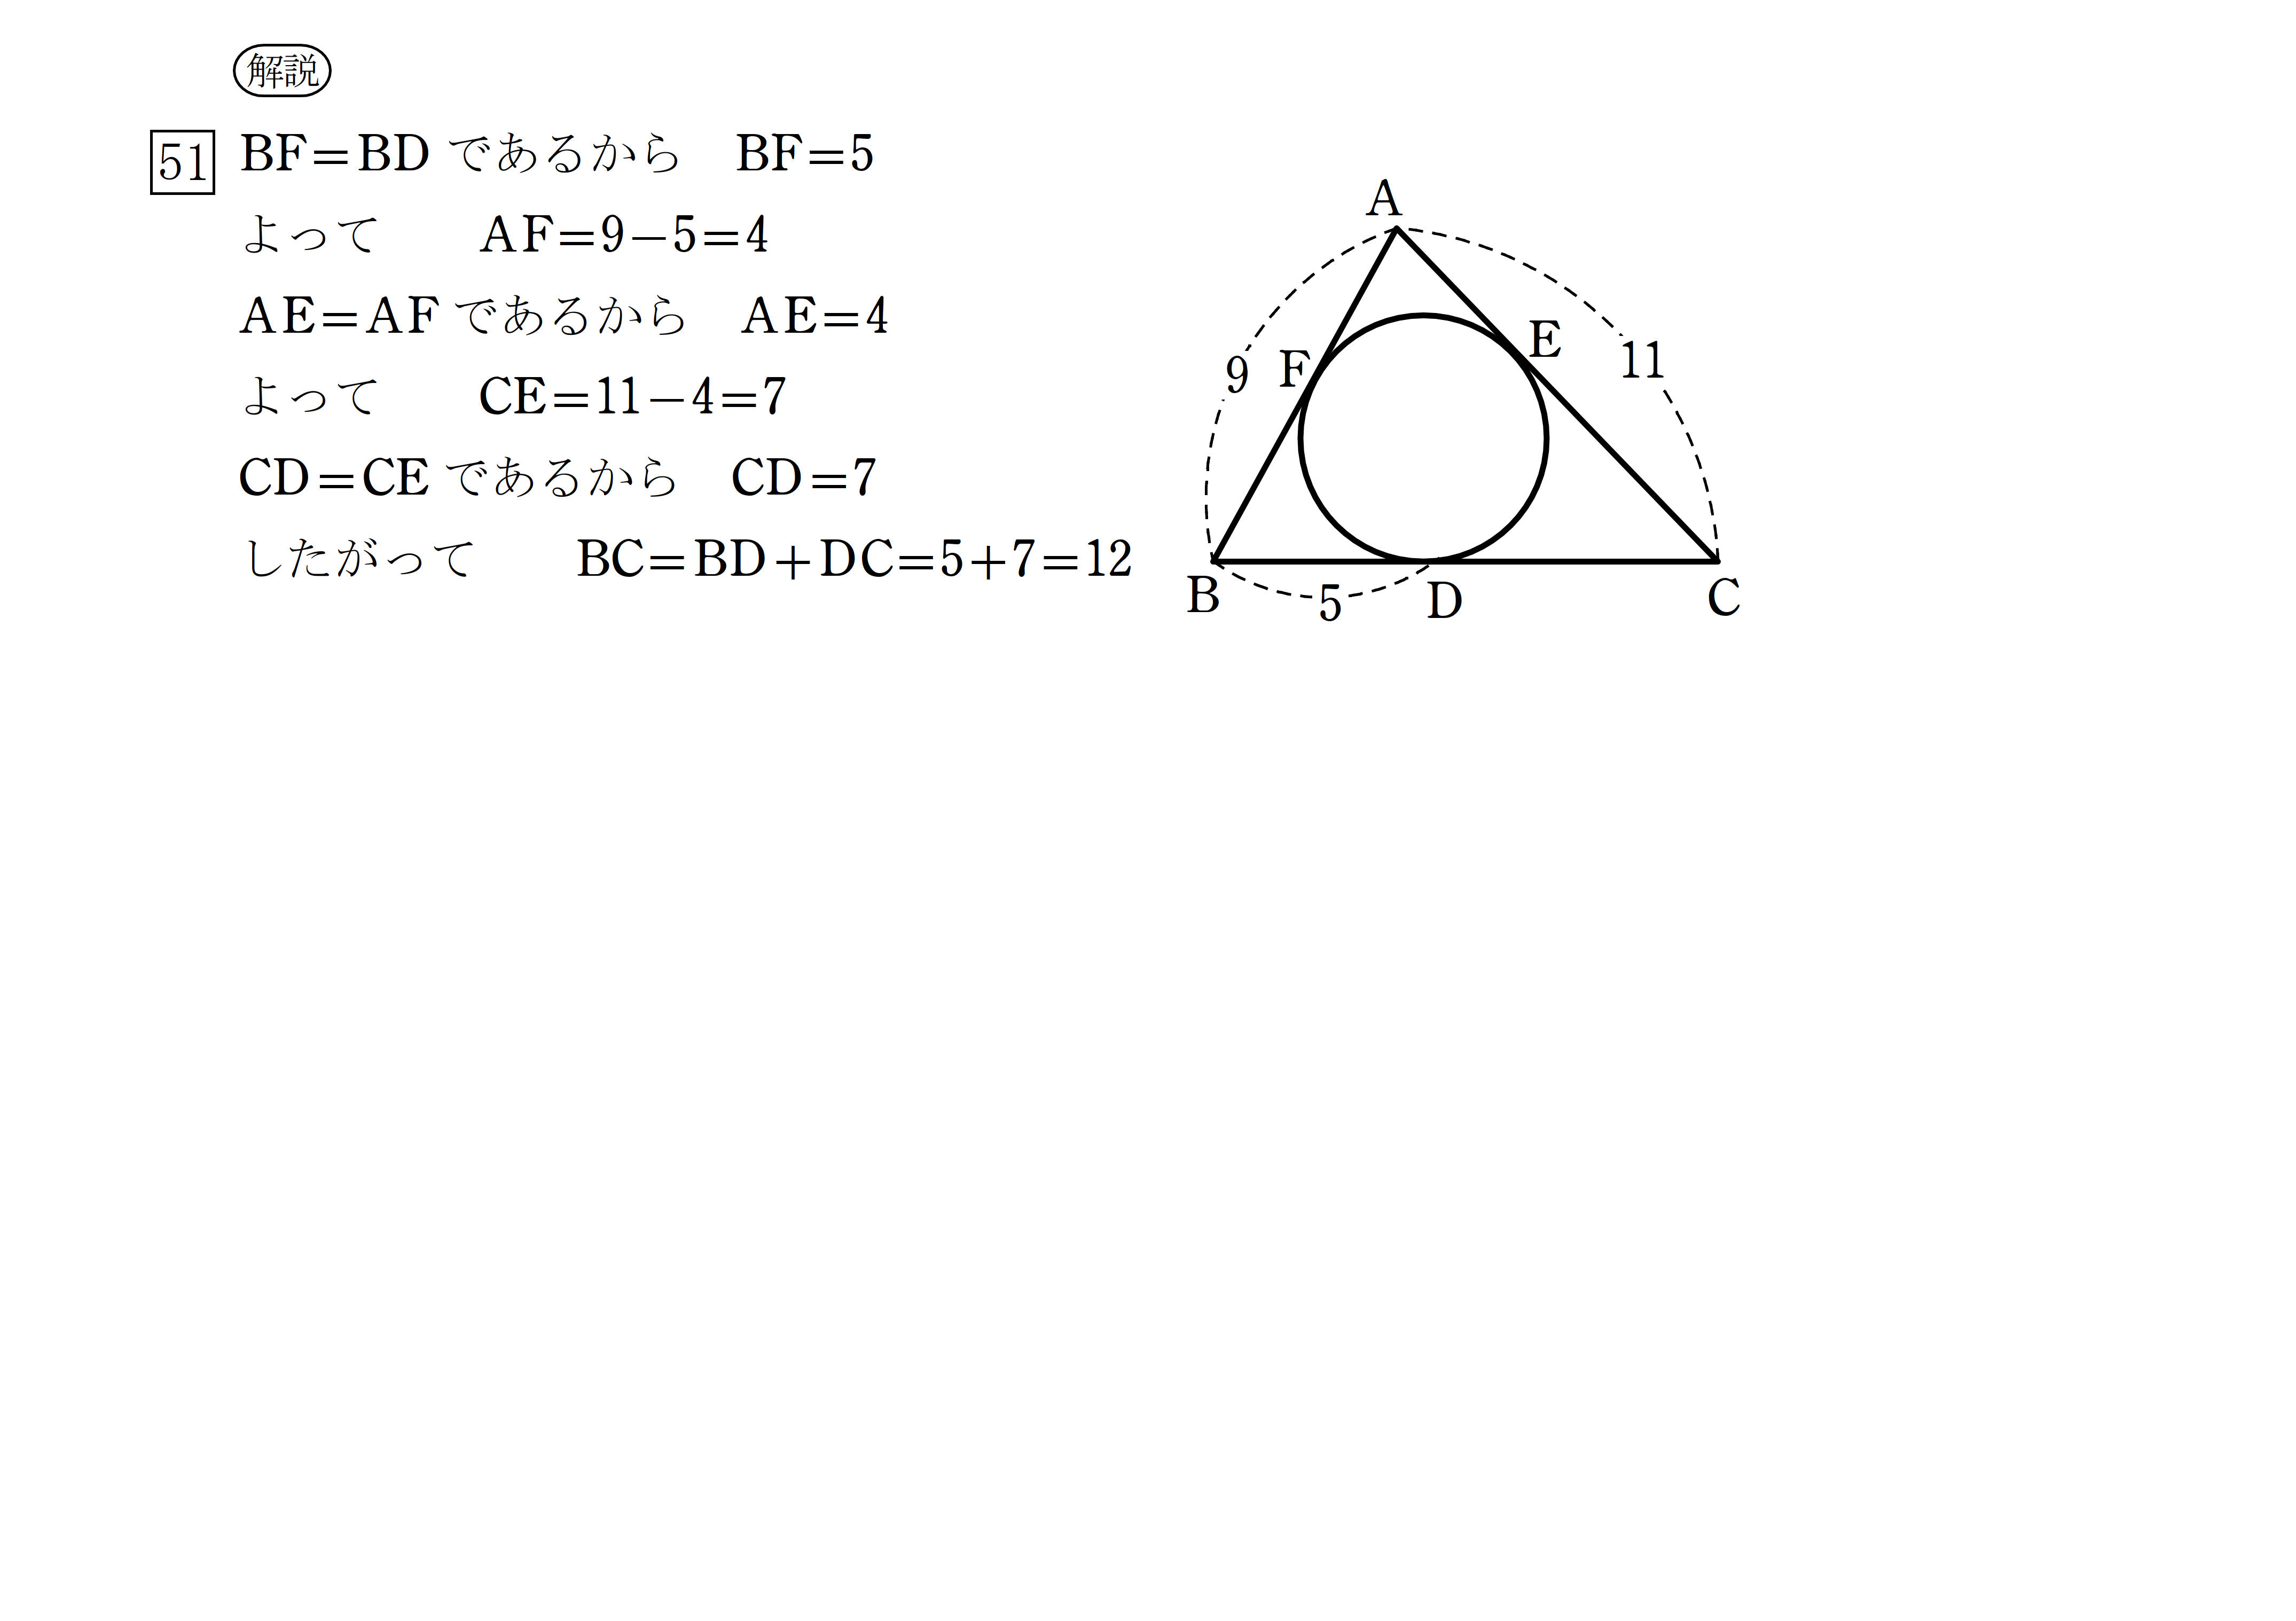 解説
51 BF=BD であるから BF=5
よって AF=9-5=4
AE=AF であるから AE=4
よって CE=11-4=7
CD=CE であるから CD=7
したがって BC=BD+DC=5+7=12
A
E
11
9
F
B
5
D
C